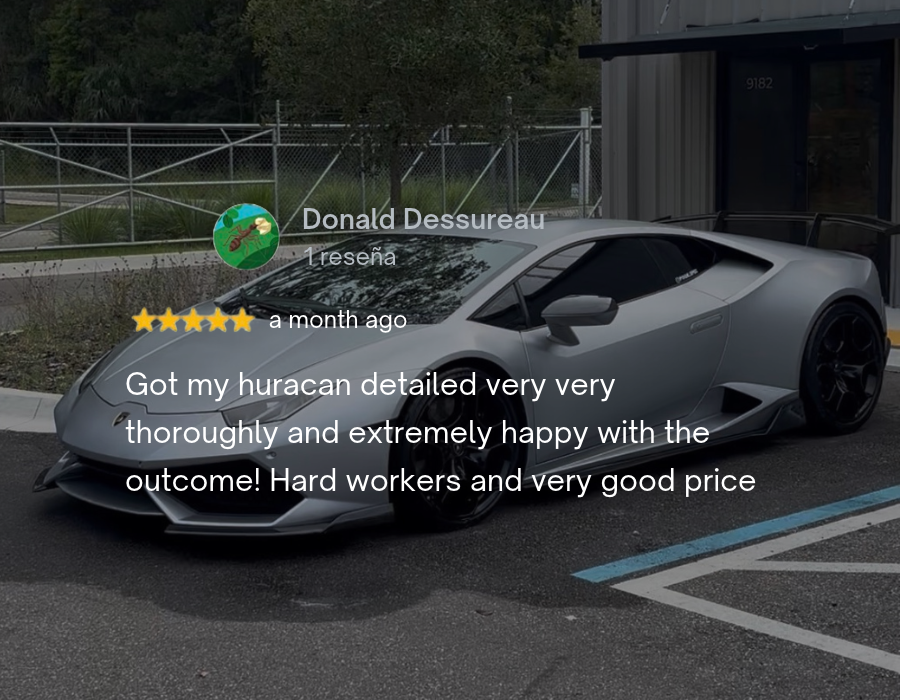 9182
Donald Dessureau
1 reseña
a month ago
Got my huracan detailed very very
thoroughly and extremely happy with the
outcome! Hard workers and very good price